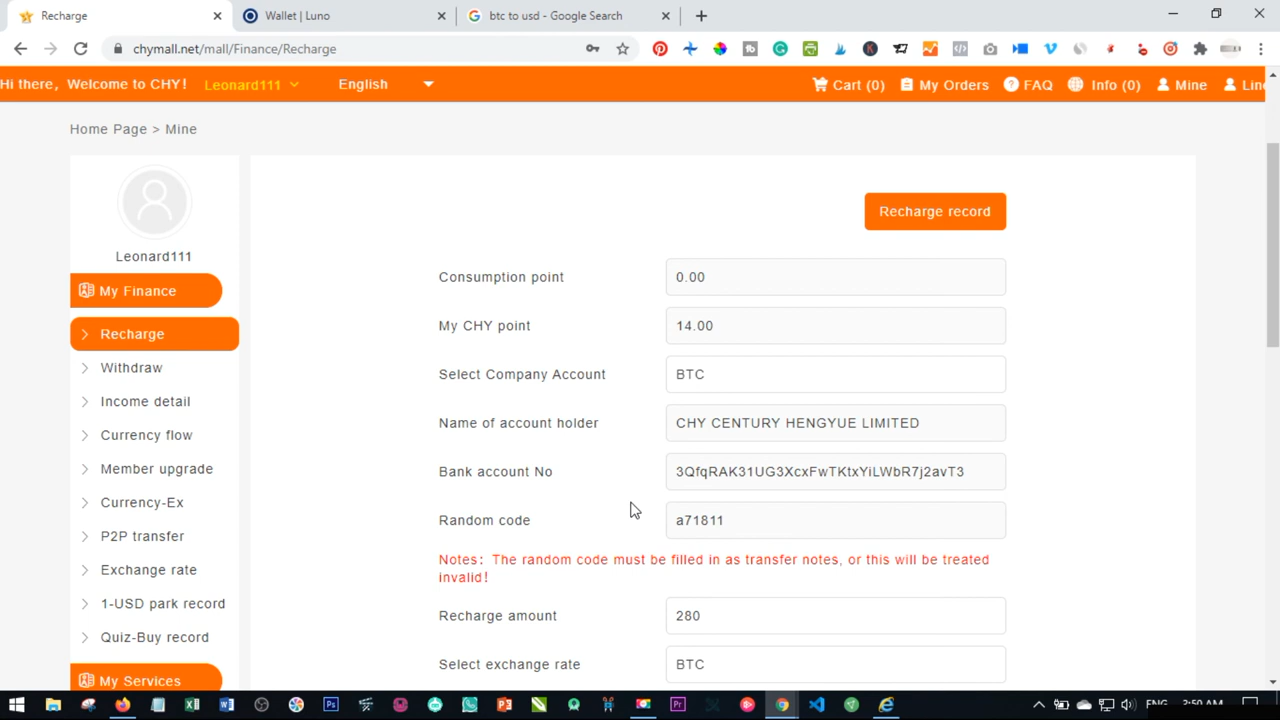 Recharge
Wallet | Luno
btc to usd - Google Search
chymall.net/mall/Finance/Recharge
Hi there, Welcome to CHY!
Leonard111
English
Cart (0)
My Orders
FAQ
Info (0)
Mine
Home Page > Mine
Recharge record
Leonard111
My Finance
Recharge
Withdraw
Income detail
Currency flow
Member upgrade
Currency-Ex
P2P transfer
Exchange rate
1-USD park record
Quiz-Buy record
My Services
Consumption point 0.00
My CHY point 14.00
Select Company Account BTC
Name of account holder CHY CENTURY HENGYUE LIMITED
Bank account No 3QfqRAK31UG3XcxFwTKtxYiLWbR7j2avT3
Random code a71811
Notes: The random code must be filled in as transfer notes, or this will be treated
invalid!
Recharge amount 280
Select exchange rate BTC
ENG